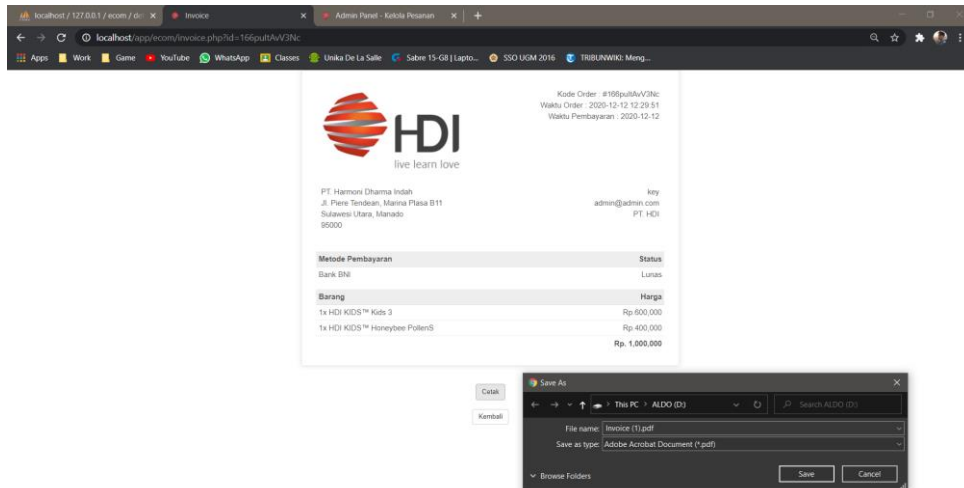 localhost / 127.0.0.1 / ecom /
Invoice
Admin Panel - Kelola Pesanan
localhost/app/ecom/invoice.php?id=166pultAvV3Nc
Apps Work Game YouTube WhatsApp Classes Unika De La Salle Sabre 15-G8 | Lapto... SSO UGM 2016 TRIBUNWIKI: Meng...
HDI
live learn love
Kode Order : #166pultAvV3Nc
Waktu Order : 2020-12-12 12:29:51
Waktu Pembayaran : 2020-12-12
PT. Harmoni Dharma Indah
Jl. Piere Tendean, Marina Plasa B11
Sulawesi Utara, Manado
95000
key
admin@admin.com
PT. HDI
Metode Pembayaran Status
Bank BNI Lunas
Barang Harga
1x HDI KIDS™ Kids 3 Rp.600,000
1x HDI KIDS™ Honeybee PollenS Rp.400,000
Rp. 1,000,000
Cetak
Kembali
Save As
This PC > ALDO (D:)
Search ALDO (D:)
File name: Invoice (1).pdf
Save as type: Adobe Acrobat Document (*.pdf)
Browse Folders
Save Cancel